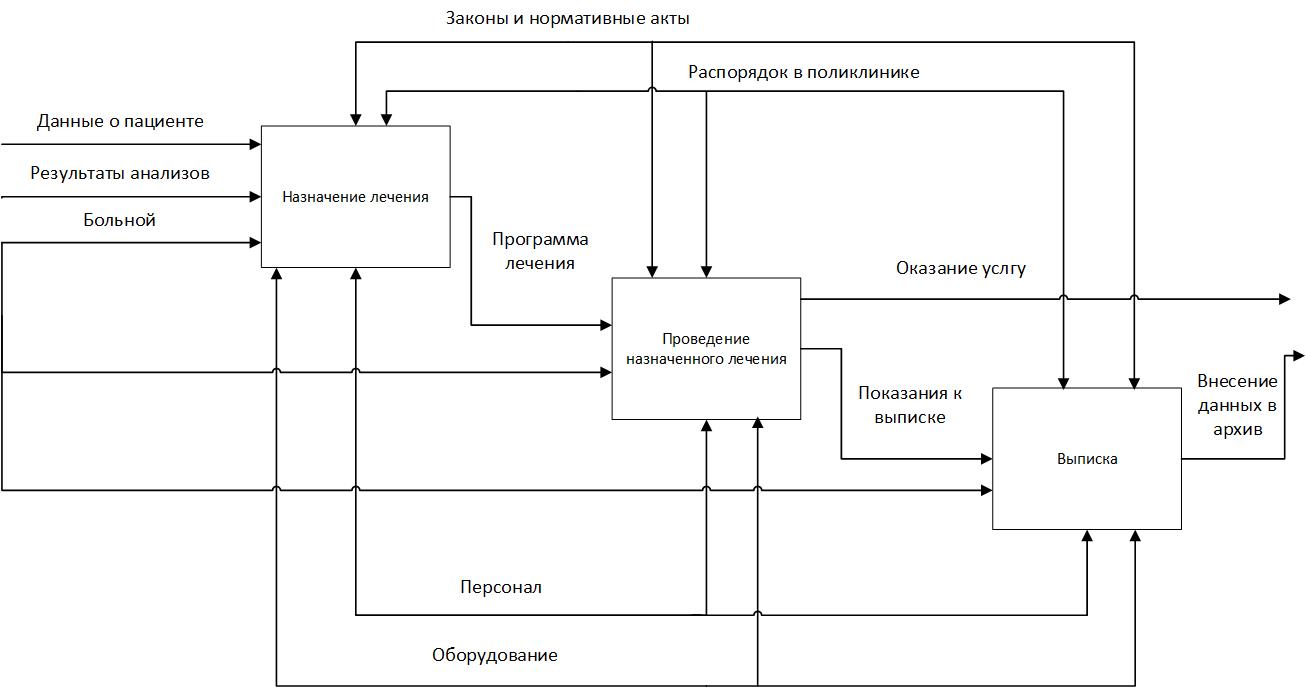 Законы и нормативные акты
Распорядок в поликлинике
Данные о пациенте
Результаты анализов
Больной
Назначение лечения
Программа
лечения
Оказание услгу
Проведение
назначенного лечения
Показания к
выписке
Внесение
данных в
архив
Выписка
Персонал
Оборудование